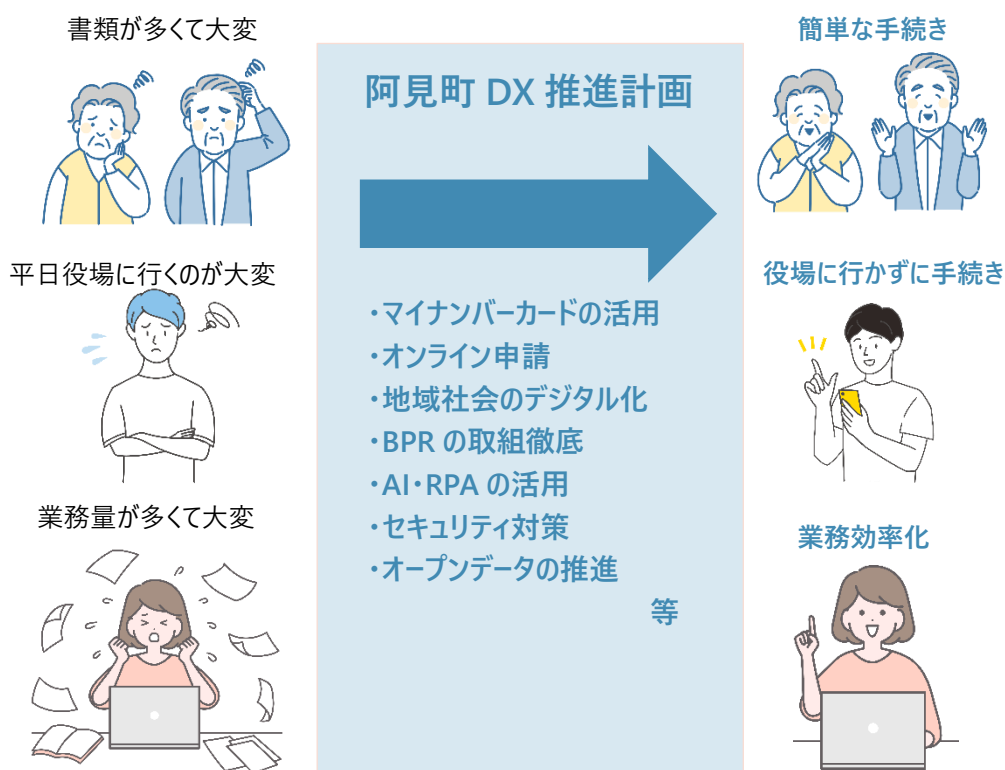 書類が多くて大変
簡単な手続き
阿見町 DX 推進計画
平日役場に行くのが大変
役場に行かずに手続き
・マイナンバーカードの活用
・オンライン申請
・地域社会のデジタル化
・BPR の取組徹底
・AI・RPA の活用
・セキュリティ対策
・オープンデータの推進
等
業務量が多くて大変
業務効率化